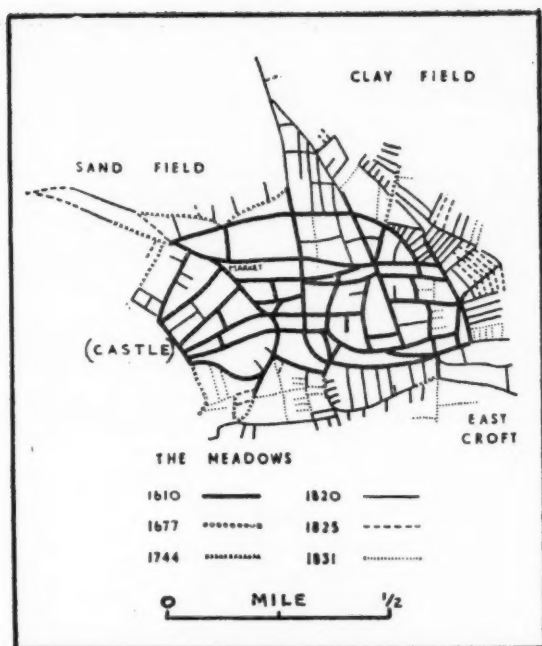 CLAY FIELD
SAND FIELD
MARKET
(CASTLE)
EAST
CROFT
THE MEADOWS
1610 1820
1677 1825
1744 1831
0 MILE 1/2